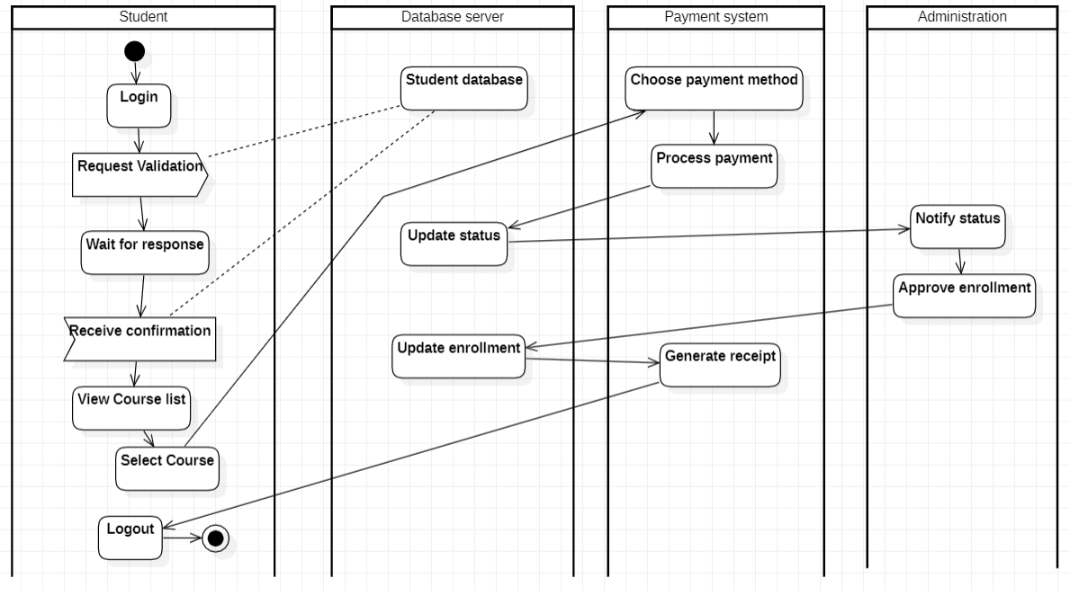 Student
Database server
Payment system
Administration
Login
Request Validation
Wait for response
Receive confirmation
View Course list
Select Course
Logout
Student database
Update status
Update enrollment
Choose payment method
Process payment
Generate receipt
Notify status
Approve enrollment